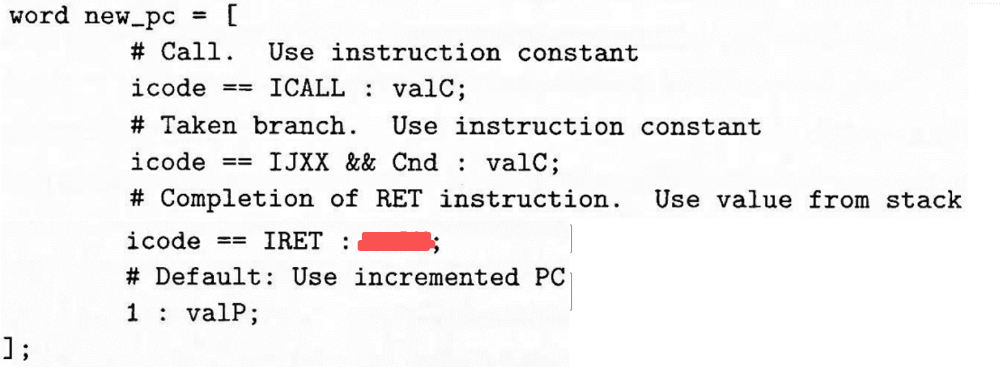 word new_pc = [
# Call. Use instruction constant
icode == ICALL : valC;
# Taken branch. Use instruction constant
icode == IJXX && Cnd : valC;
# Completion of RET instruction. Use value from stack
icode == IRET : ;
# Default: Use incremented PC
1 : valP;
];